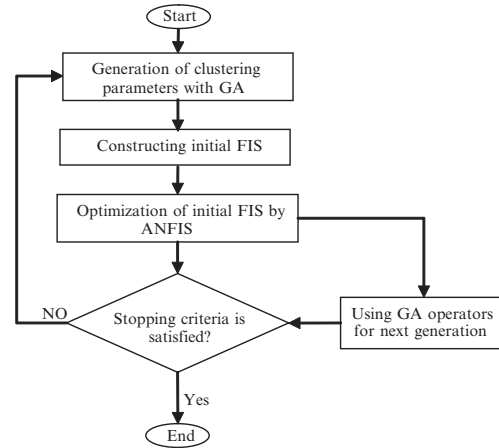 Start
Generation of clustering
parameters with GA
Constructing initial FIS
Optimization of initial FIS by
ANFIS
NO
Stopping criteria is
satisfied?
Using GA operators
for next generation
Yes
End